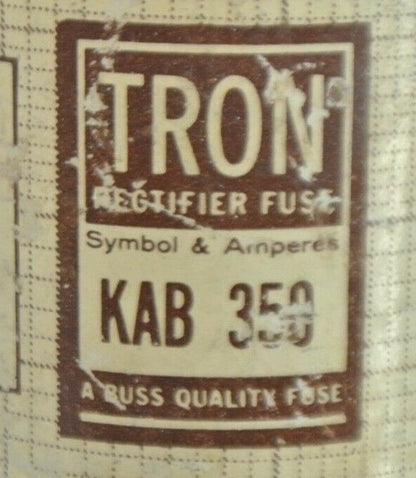 TRON
RECTIFIER FUSE
Symbol & Amperes
KAB 350
A BUSS QUALITY FUSE